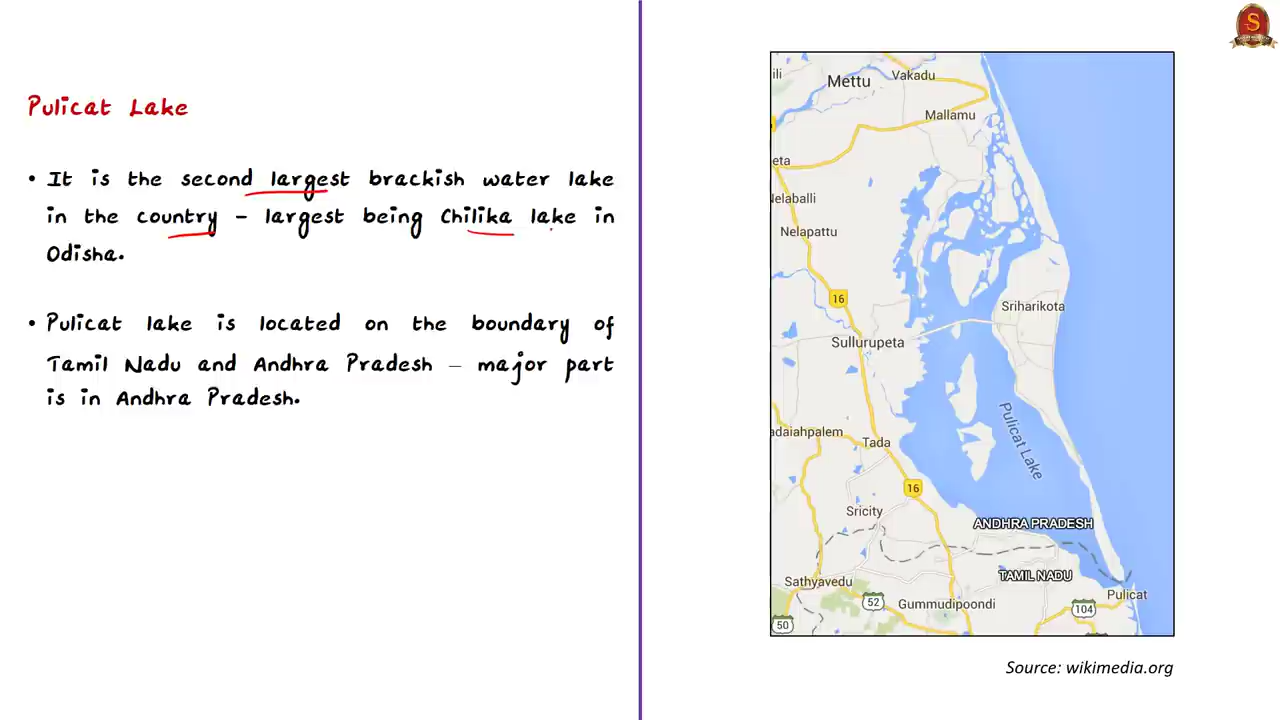 Pulicat Lake
• It is the second largest brackish water lake
in the country – largest being Chilika lake in
Odisha.
• Pulicat lake is located on the boundary of
Tamil Nadu and Andhra Pradesh – major part
is in Andhra Pradesh.
S
ili
Vakadu
Mettu
Mallamu
eta
Nelaballi
Nelapattu
16
Sriharikota
Sullurupeta
Pulicat Lake
adaiahpalem
Tada
16
Sricity
ANDHRA PRADESH
TAMIL NADU
Sathyavedu
Pulicat
52
Gummudipoondi
104
50
Source: wikimedia.org